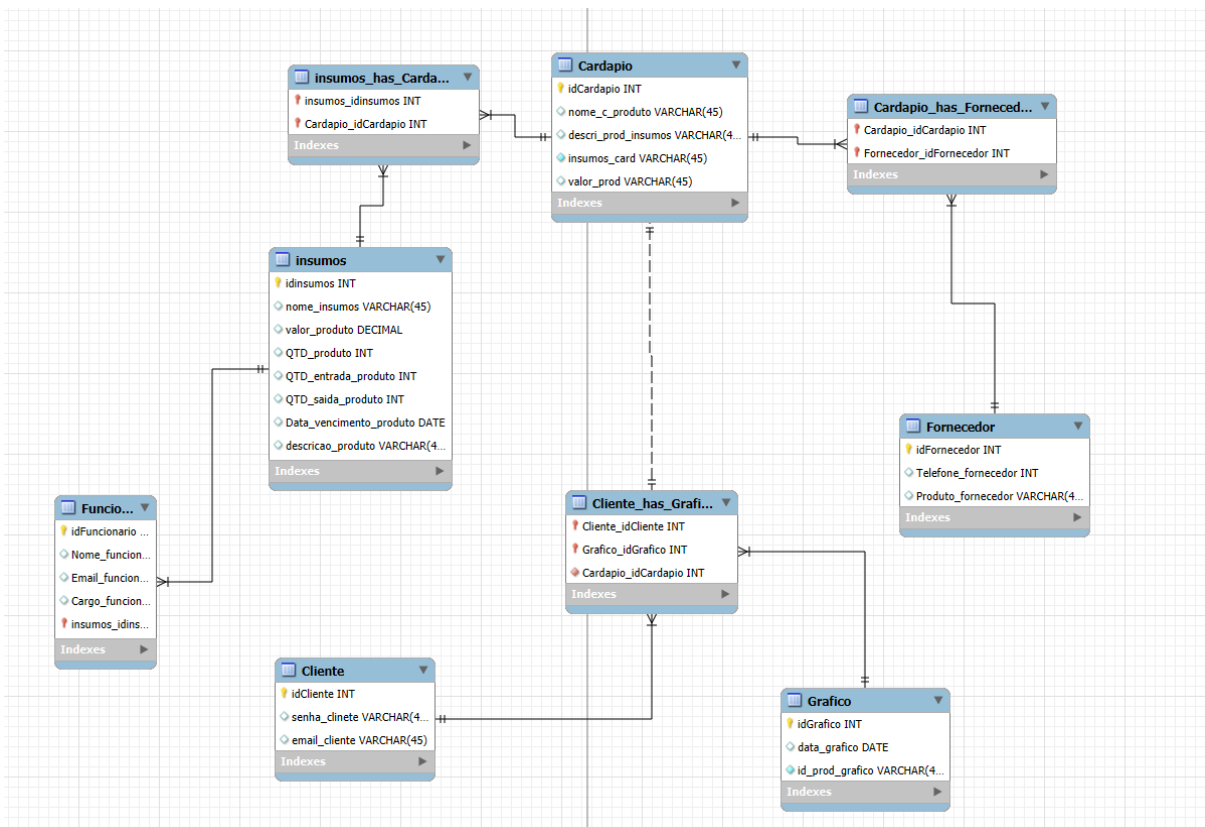 insumos_has_Carda...
insumos_idinsumos INT
Cardapio_idCardapio INT
Indexes
Cardapio
idCardapio INT
nome_c_produto VARCHAR(45)
descri_prod_insumos VARCHAR(4...
insumos_card VARCHAR(45)
valor_prod VARCHAR(45)
Indexes
Cardapio_has_Forneced...
Cardapio_idCardapio INT
Fornecedor_idFornecedor INT
Indexes
insumos
idinsumos INT
nome_insumos VARCHAR(45)
valor_produto DECIMAL
QTD_produto INT
QTD_entrada_produto INT
QTD_saida_produto INT
Data_vencimento_produto DATE
descricao_produto VARCHAR(4...
Indexes
Fornecedor
idFornecedor INT
Telefone_fornecedor INT
Produto_fornecedor VARCHAR(4...
Indexes
Funcio...
idFuncionario ...
Nome_funcion...
Email_funcion...
Cargo_funcion...
insumos_idins...
Indexes
Cliente_has_Grafi...
Cliente_idCliente INT
Grafico_idGrafico INT
Cardapio_idCardapio INT
Indexes
Cliente
idCliente INT
senha_clinete VARCHAR(4...
email_cliente VARCHAR(45)
Indexes
Grafico
idGrafico INT
data_grafico DATE
id_prod_grafico VARCHAR(4...
Indexes